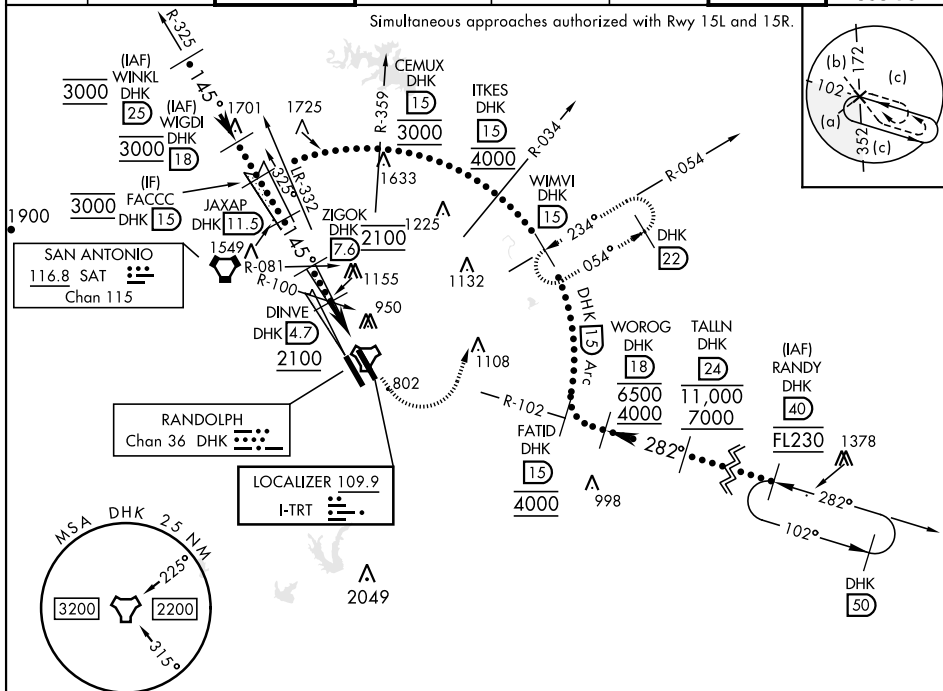 Simultaneous approaches authorized with Rwy 15L and 15R.
R-325
(IAF)
WINKL
DHK
25
3000
145°
(IAF)
WIGDI
DHK
18
3000
1701
1725
(IF)
FACCC
DHK 15
3000
325°
LR-332
JAXAP
DHK 11.5
145°
1900
1549
SAN ANTONIO
116.8 SAT
Chan 115
R-081
R-100
ZIGOK
DHK
7.6
2100
1155
950
DINVE
DHK 4.7
2100
802
R-359
CEMUX
DHK
15
3000
1633
1225
1132
1108
ITKES
DHK
15
4000
R-034
WIMVI
DHK
15
R-054
234°
054°
DHK
22
DHK 15 Arc
WOROG
DHK
18
6500
4000
TALLN
DHK
24
11,000
7000
(IAF)
RANDY
DHK
40
FL230
1378
R-102
FATID
DHK
15
4000
998
282°
282°
102°
DHK
50
RANDOLPH
Chan 36 DHK
LOCALIZER 109.9
I-TRT
2049
MSA DHK 25 NM
225°
3200
2200
315°
172
(b)
(c)
102
(a)
352
(c)